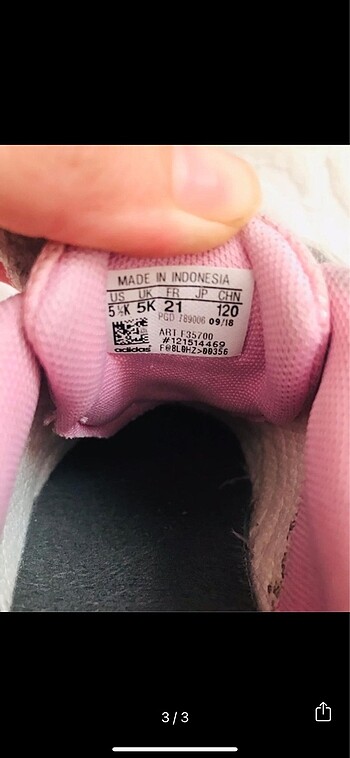 MADE IN INDONESIA
US UK FR JP CHN
5½K 5K 21 120
PGD 789006 09/18
ART F35700
#121514469
adidas F@8L0HZ>00356
3/3